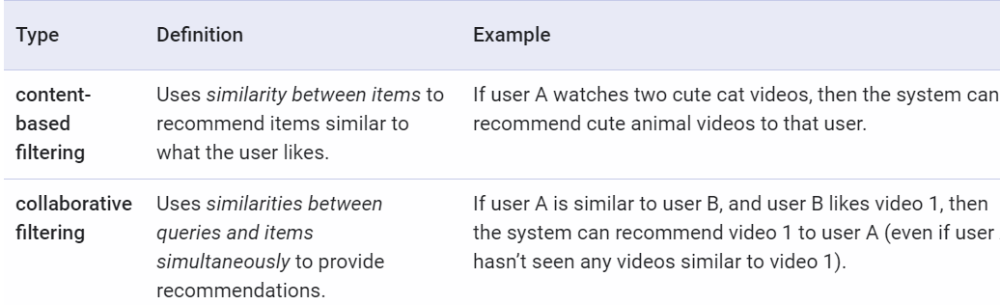 Type Definition Example
content-based filtering Uses similarity between items to recommend items similar to what the user likes. If user A watches two cute cat videos, then the system can recommend cute animal videos to that user.
collaborative filtering Uses similarities between queries and items simultaneously to provide recommendations. If user A is similar to user B, and user B likes video 1, then the system can recommend video 1 to user A (even if user hasn’t seen any videos similar to video 1).